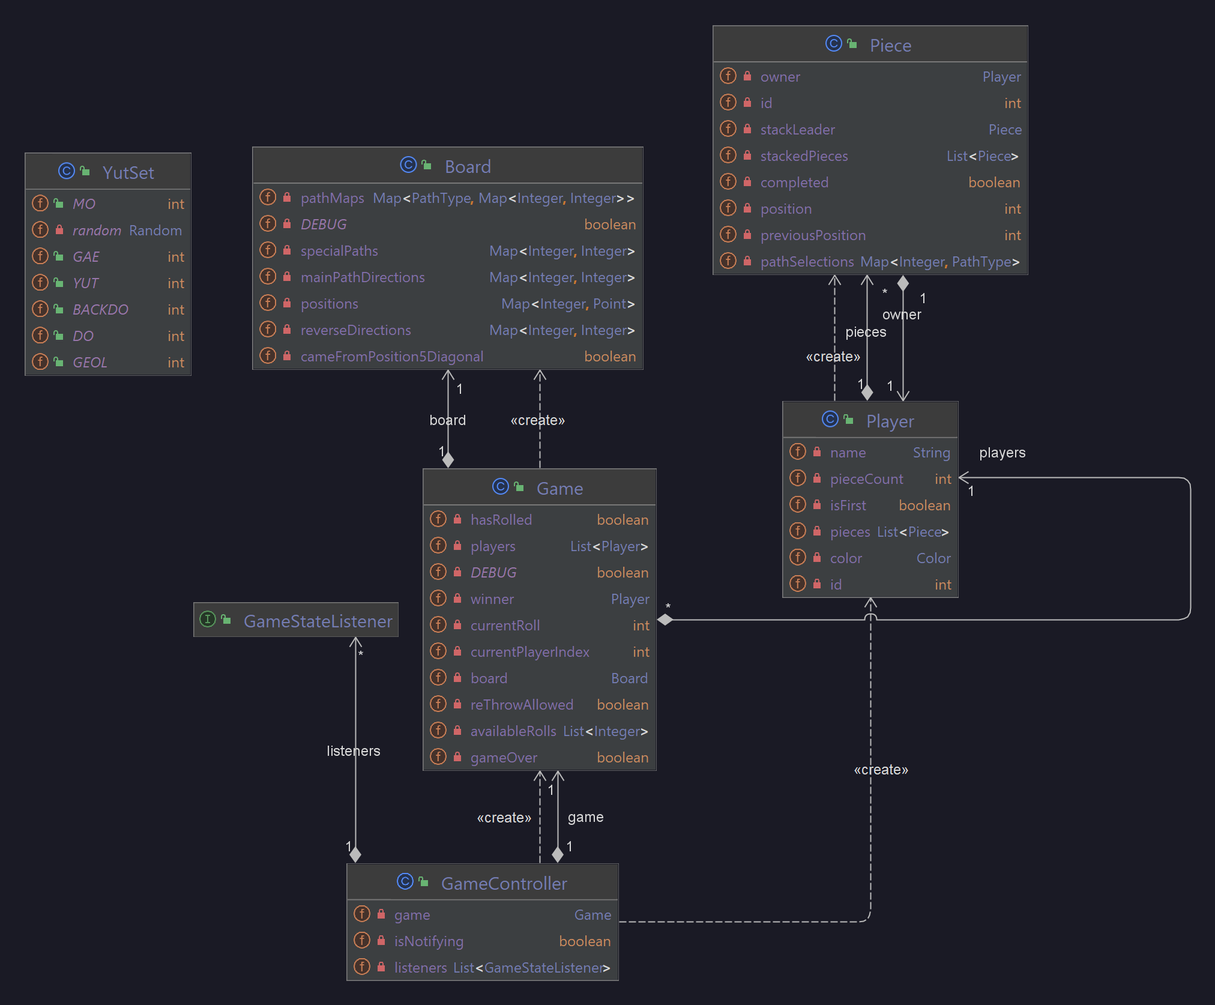 Piece
owner Player
id int
stackLeader Piece
stackedPieces List<Piece>
completed boolean
position int
previousPosition int
pathSelections Map<Integer, PathType>
YutSet
MO int
random Random
GAE int
YUT int
BACKDO int
DO int
GEOL int
Board
pathMaps Map<PathType, Map<Integer, Integer>>
DEBUG boolean
specialPaths Map<Integer, Integer>
mainPathDirections Map<Integer, Integer>
positions Map<Integer, Point>
reverseDirections Map<Integer, Integer>
cameFromPosition5Diagonal boolean
* 1
owner
pieces
«create»
1 1
1
board
«create»
1
Player
name String
pieceCount int
isFirst boolean
pieces List<Piece>
color Color
id int
players
1
Game
hasRolled boolean
players List<Player>
DEBUG boolean
winner Player
currentRoll int
currentPlayerIndex int
board Board
reThrowAllowed boolean
availableRolls List<Integer>
gameOver boolean
*
GameStateListener
*
listeners
1
«create»
1
«create»
game
1
GameController
game Game
isNotifying boolean
listeners List<GameStateListener>